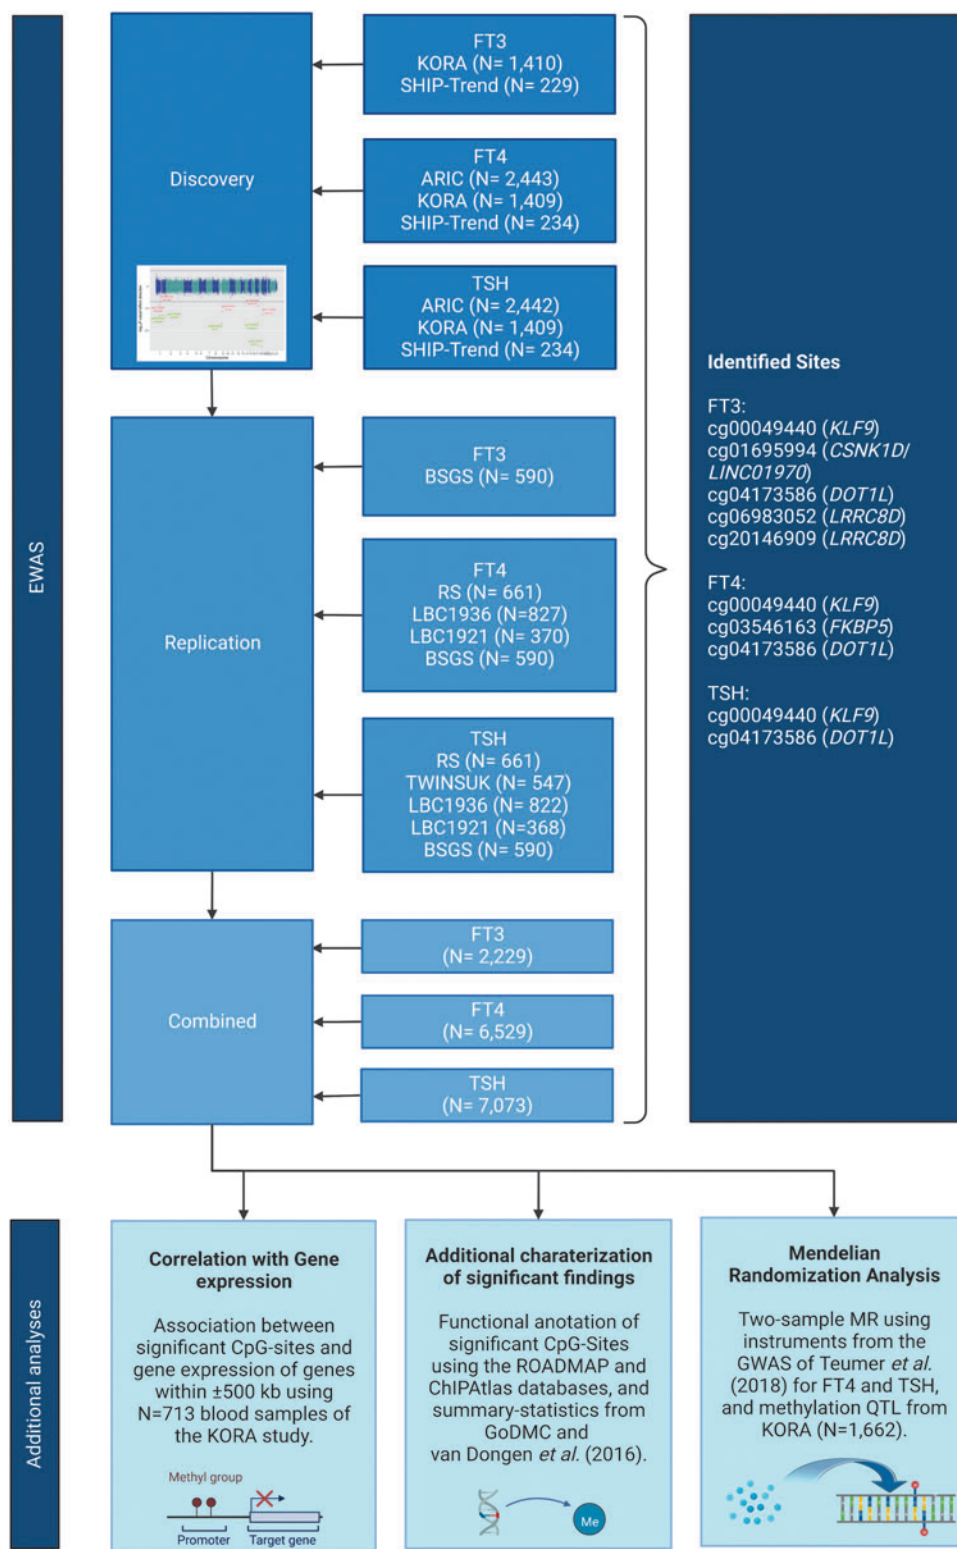 EWAS
Discovery
FT3
KORA (N= 1,410)
SHIP-Trend (N= 229)
FT4
ARIC (N= 2,443)
KORA (N= 1,409)
SHIP-Trend (N= 234)
TSH
ARIC (N= 2,442)
KORA (N= 1,409)
SHIP-Trend (N= 234)
Replication
FT3
BSGS (N= 590)
FT4
RS (N= 661)
LBC1936 (N=827)
LBC1921 (N= 370)
BSGS (N= 590)
TSH
RS (N= 661)
TWINSUK (N= 547)
LBC1936 (N= 822)
LBC1921 (N=368)
BSGS (N= 590)
Combined
FT3
(N= 2,229)
FT4
(N= 6,529)
TSH
(N= 7,073)
Identified Sites
FT3:
cg00049440 (KLF9)
cg01695994 (CSNK1D/
LINC01970)
cg04173586 (DOT1L)
cg06983052 (LRRC8D)
cg20146909 (LRRC8D)
FT4:
cg00049440 (KLF9)
cg03546163 (FKBP5)
cg04173586 (DOT1L)
TSH:
cg00049440 (KLF9)
cg04173586 (DOT1L)
Additional analyses
Correlation with Gene
expression
Association between
significant CpG-sites and
gene expression of genes
within ±500 kb using
N=713 blood samples of
the KORA study.
Methyl group
Promoter Target gene
Additional charaterization
of significant findings
Functional anotation of
significant CpG-Sites
using the ROADMAP and
ChIPAtlas databases, and
summary-statistics from
GoDMC and
van Dongen et al. (2016).
Me
Mendelian
Randomization Analysis
Two-sample MR using
instruments from the
GWAS of Teumer et al.
(2018) for FT4 and TSH,
and methylation QTL from
KORA (N=1,662).